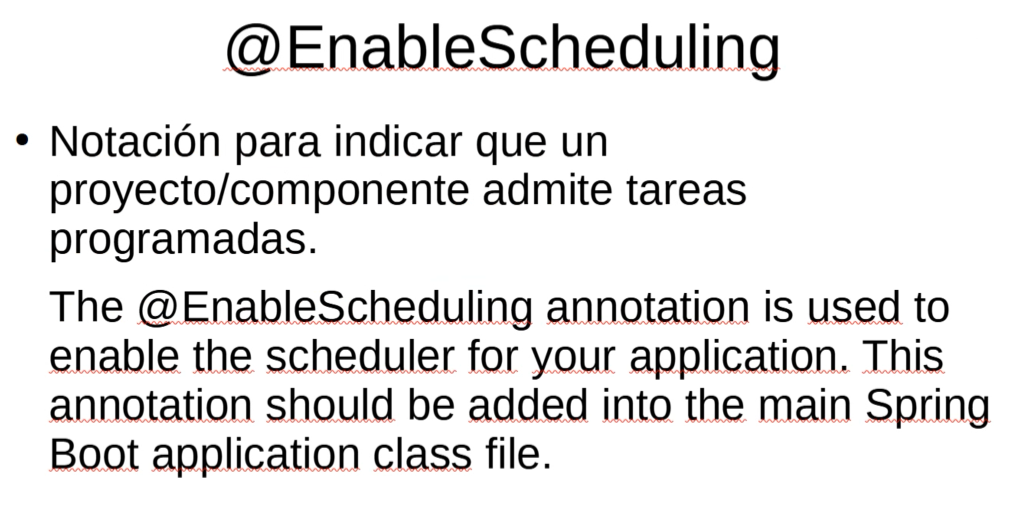 @EnableScheduling
• Notación para indicar que un
proyecto/componente admite tareas
programadas.
The @EnableScheduling annotation is used to
enable the scheduler for your application. This
annotation should be added into the main Spring
Boot application class file.